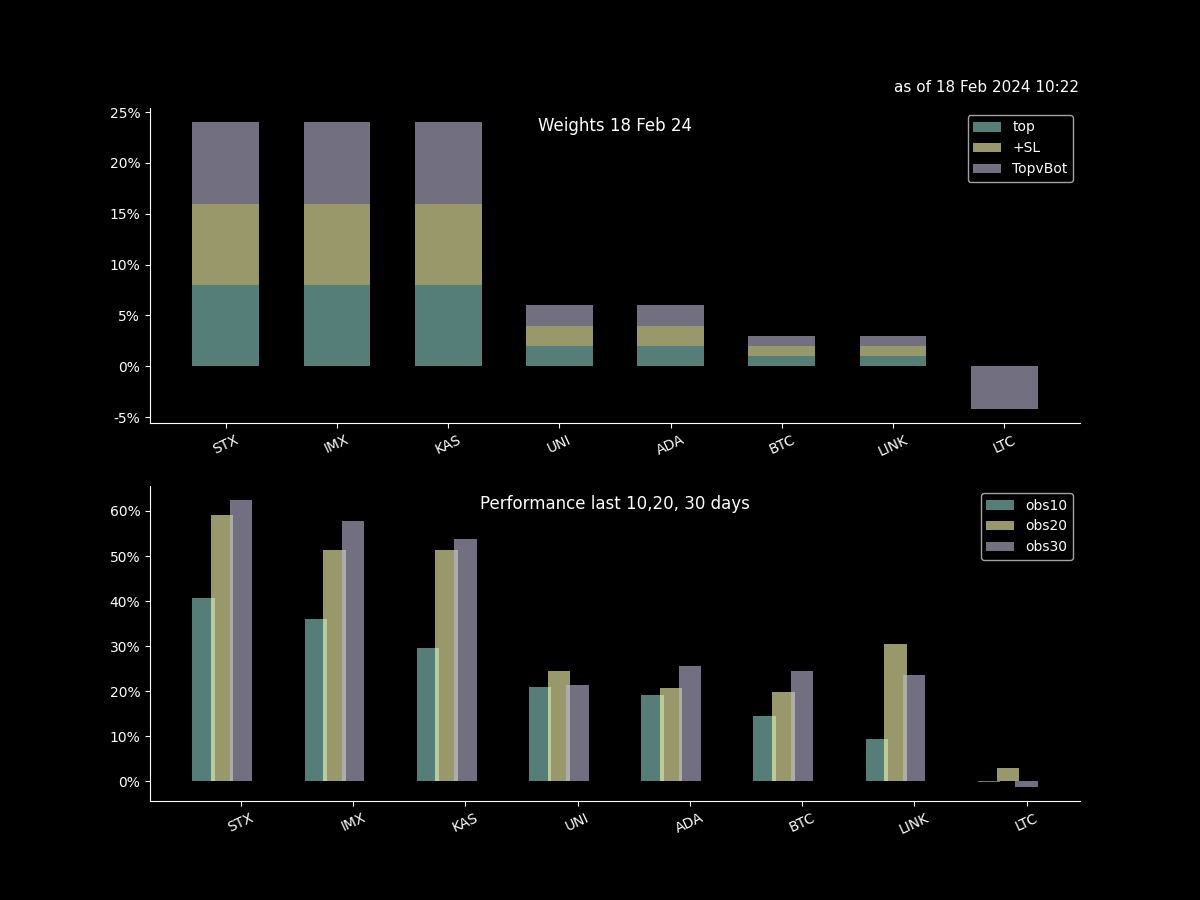 as of 18 Feb 2024 10:22
Weights 18 Feb 24
top
+SL
TopvBot
25%
20%
15%
10%
5%
0%
-5%
STX IMX KAS UNI ADA BTC LINK LTC
Performance last 10,20, 30 days
obs10
obs20
obs30
60%
50%
40%
30%
20%
10%
0%
STX IMX KAS UNI ADA BTC LINK LTC